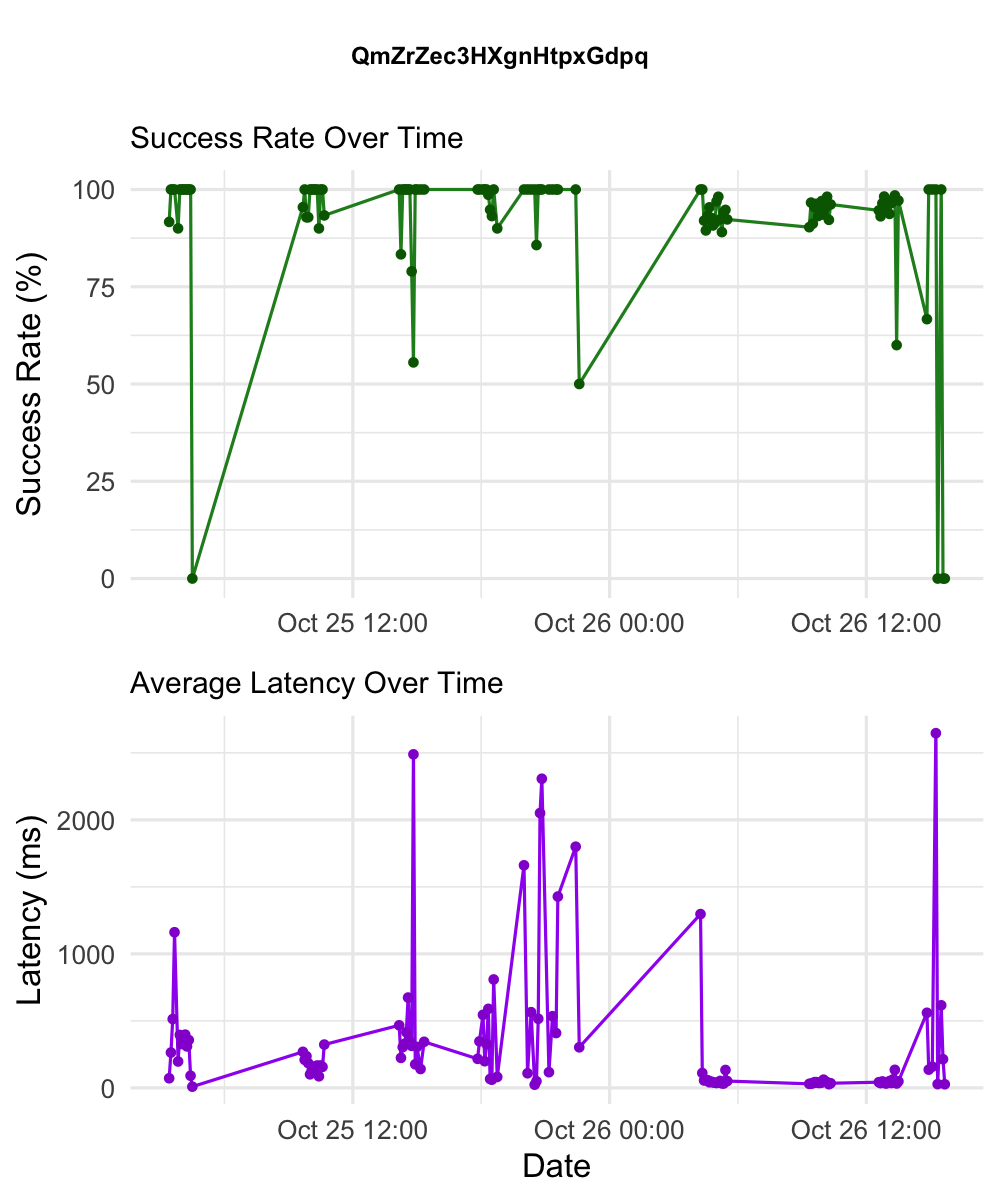 QmZrZec3HXgnHtpxGdpq
Success Rate Over Time
Success Rate (%)
100
75
50
25
0
Oct 25 12:00 Oct 26 00:00 Oct 26 12:00
Average Latency Over Time
Latency (ms)
2000
1000
0
Oct 25 12:00 Oct 26 00:00 Oct 26 12:00
Date